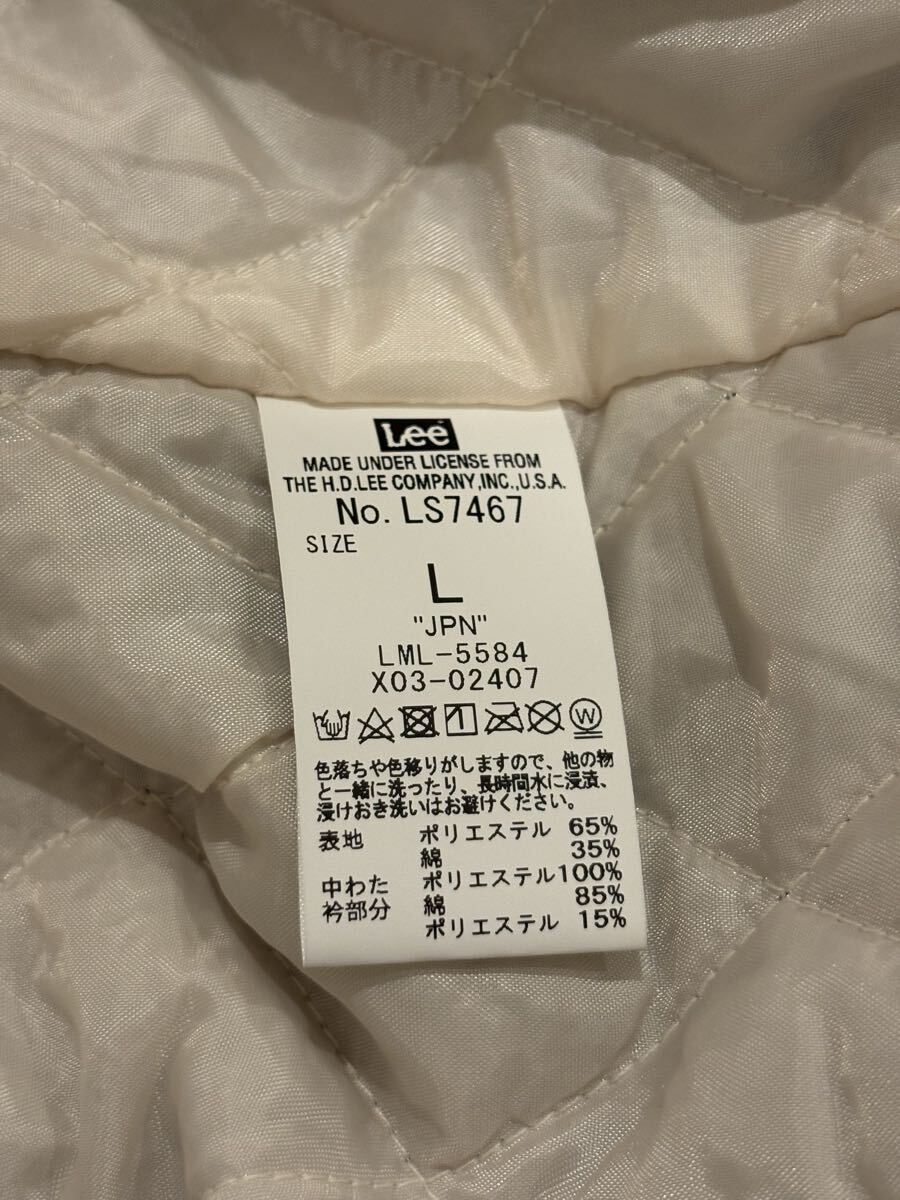 Lee
MADE UNDER LICENSE FROM
THE H.D.LEE COMPANY,INC.,U.S.A.
No. LS7467
SIZE
L
"JPN"
LML-5584
X03-02407
W
色落ちや色移りがしますので、他の物
と一緒に洗ったり、長時間水に浸漬、
浸けおき洗いはお避けください。
表地 ポリエステル 65%
綿 35%
中わた ポリエステル100%
衿部分 綿 85%
ポリエステル 15%